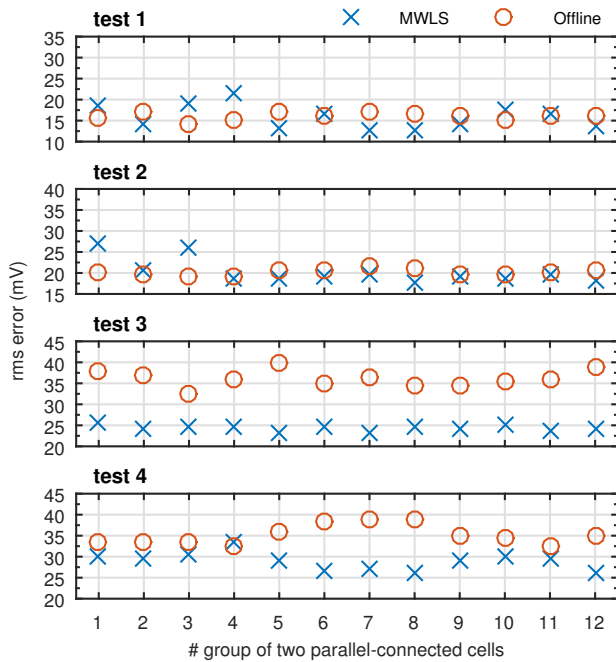 test 1
MWLS
Offline
35
30
25
20
15
10
test 2
40
35
30
25
20
15
test 3
45
40
35
30
25
20
test 4
45
40
35
30
25
20
1 2 3 4 5 6 7 8 9 10 11 12
# group of two parallel-connected cells
rms error (mV)